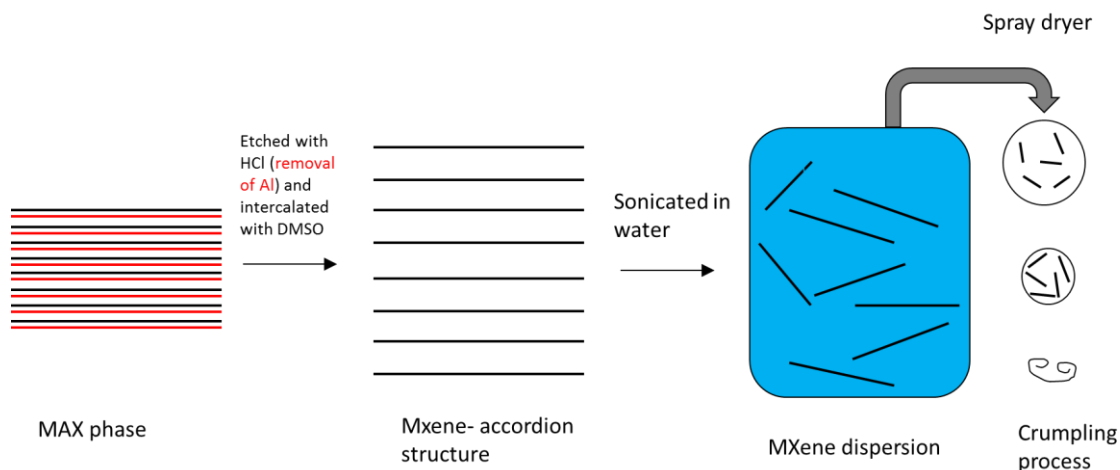 Spray dryer
Etched with
HCl (removal
of Al) and
intercalated
with DMSO
Sonicated in
water
MAX phase
Mxene- accordion
structure
MXene dispersion
Crumpling
process